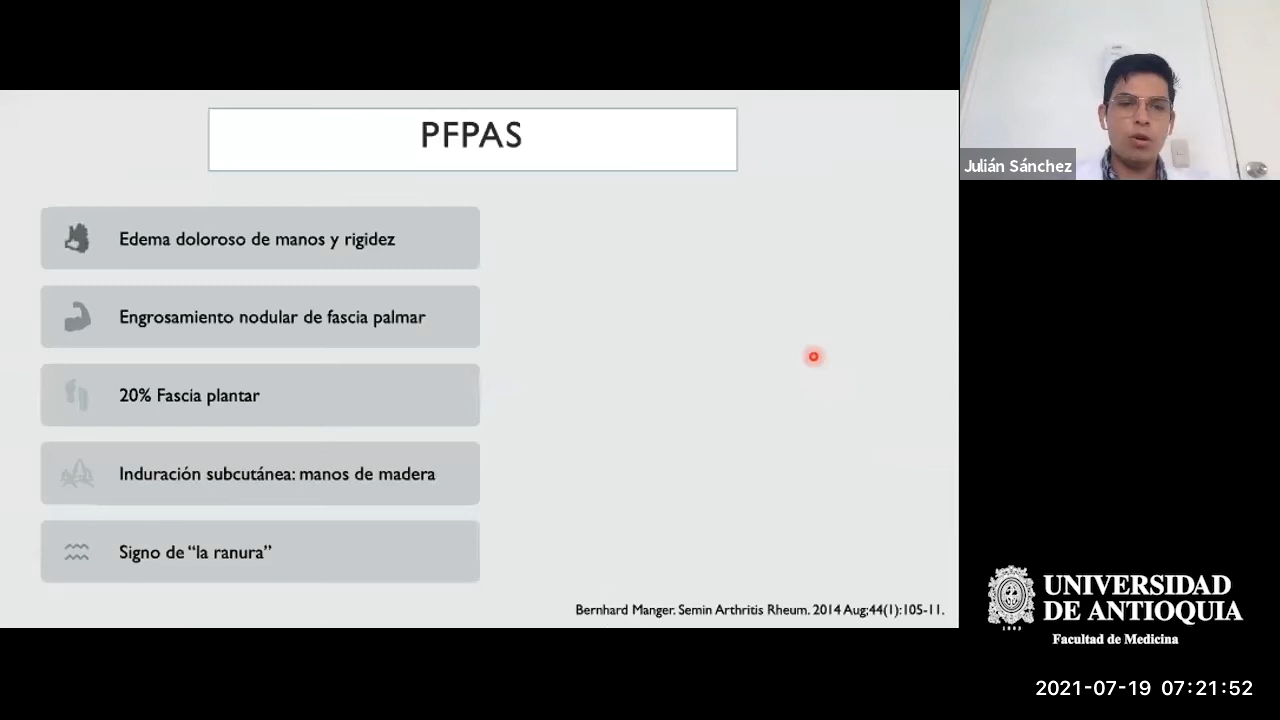 PFPAS
Edema doloroso de manos y rigidez
Engrosamiento nodular de fascia palmar
20% Fascia plantar
Induración subcutánea: manos de madera
Signo de “la ranura”
Bernhard Manger. Semin Arthritis Rheum. 2014 Aug;44(1):105-11.
Julián Sánchez
UNIVERSIDAD
DE ANTIOQUIA
Facultad de Medicina
1803
2021-07-19 07:21:52